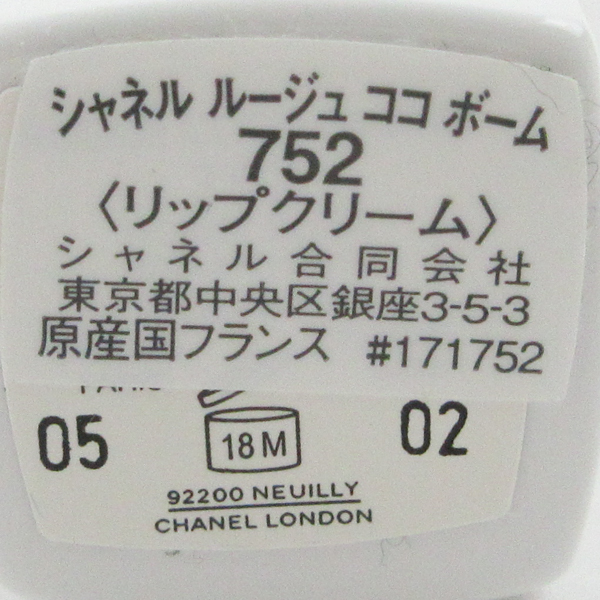 シャネル ルージュ ココ ボーム
752
〈リップクリーム〉
シャネル合同会社
東京都中央区銀座3-5-3
原産国フランス #171752
05 18M 02
92200 NEUILLY
CHANEL LONDON